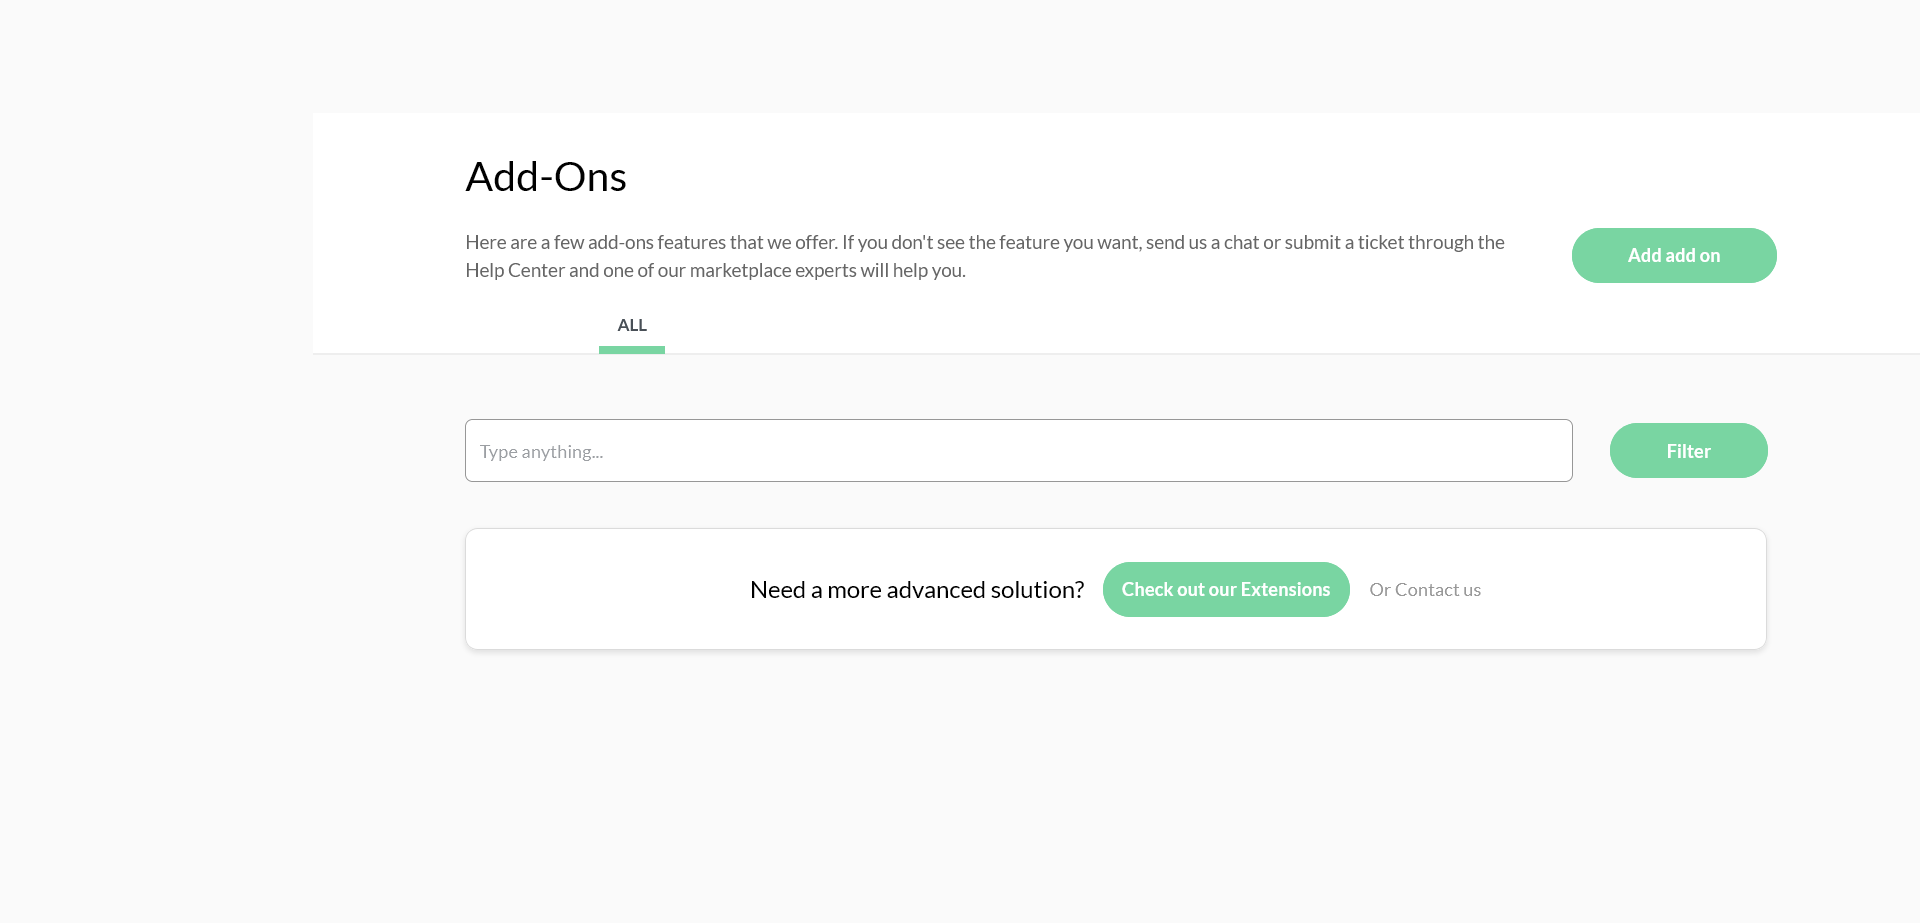 Add-Ons
Here are a few add-ons features that we offer. If you don't see the feature you want, send us a chat or submit a ticket through the
Help Center and one of our marketplace experts will help you.
Add add on
ALL
Type anything...
Filter
Need a more advanced solution?
Check out our Extensions
Or Contact us